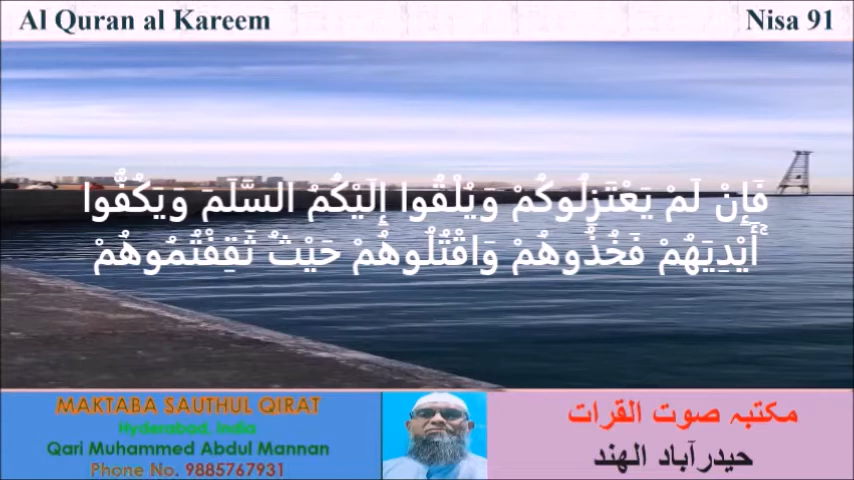 Al Quran al Kareem
Nisa 91
فَإِنْ لَمْ يَعْتَزِلُوكُمْ وَيُلْقُوا إِلَيْكُمُ السَّلَمَ وَيَكُفُّوا
أَيْدِيَهُمْ فَخُذُوهُمْ وَاقْتُلُوهُمْ حَيْثُ ثَقِفْتُمُوهُمْ ۚ
MAKTABA SAUTHUL QIRAT
Hyderabad, India
Qari Muhammed Abdul Mannan
Phone No. 9885767931
مکتبہ صوت القرات
حیدرآباد الهند